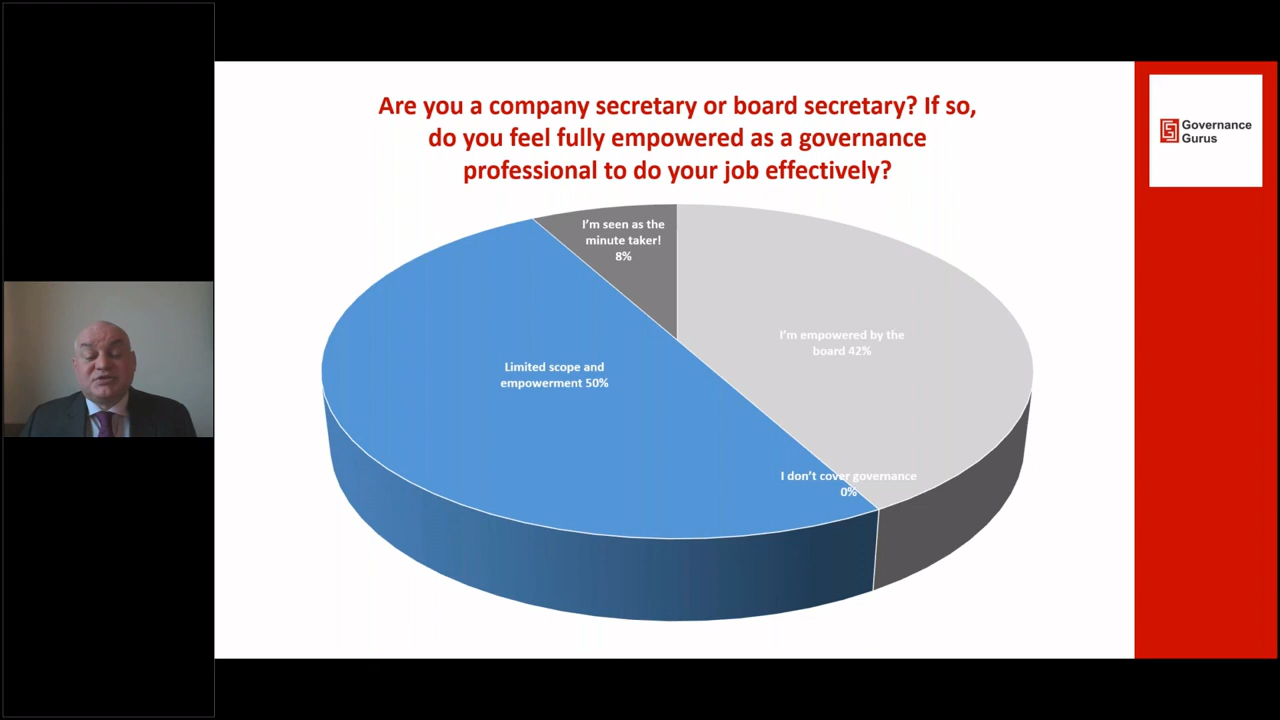 Are you a company secretary or board secretary? If so,
do you feel fully empowered as a governance
professional to do your job effectively?
Governance
Gurus
I'm seen as the
minute taker!
8%
I'm empowered by the
board 42%
Limited scope and
empowerment 50%
I don't cover governance
0%